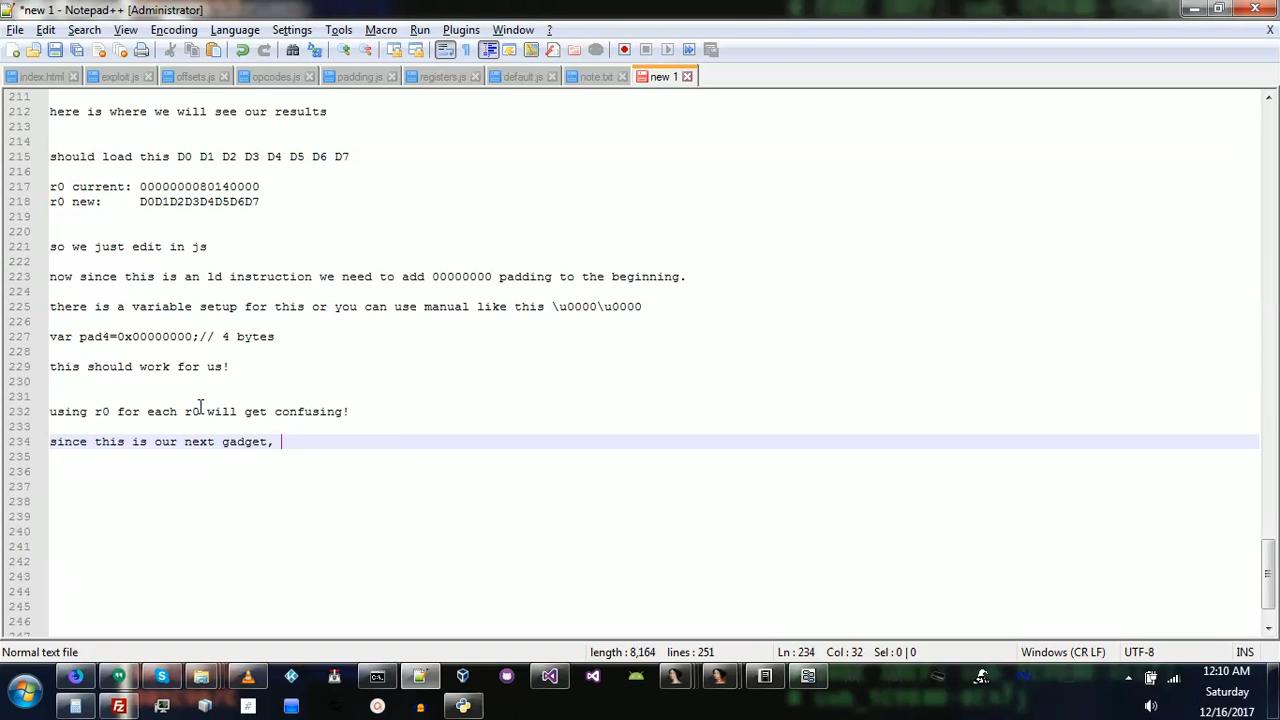 *new 1 - Notepad++ [Administrator]
File Edit Search View Encoding Language Settings Tools Macro Run Plugins Window ? X
index.html exploit.js offsets.js opcodes.js padding.js registers.js default.js note.txt new 1
211
212 here is where we will see our results
213
214
215 should load this D0 D1 D2 D3 D4 D5 D6 D7
216
217 r0 current: 0000000080140000
218 r0 new: D0D1D2D3D4D5D6D7
219
220
221 so we just edit in js
222
223 now since this is an ld instruction we need to add 00000000 padding to the beginning.
224
225 there is a variable setup for this or you can use manual like this \u0000\u0000
226
227 var pad4=0x00000000;// 4 bytes
228
229 this should work for us!
230
231
232 using r0 for each r0 will get confusing!
233
234 since this is our next gadget,
235
236
237
238
239
240
241
242
243
244
245
246
Normal text file length : 8,164 lines : 251 Ln : 234 Col : 32 Sel : 0 | 0 Windows (CR LF) UTF-8 INS
12:10 AM
Saturday
12/16/2017